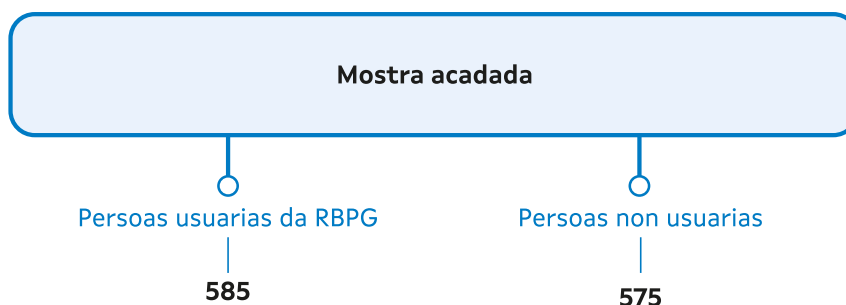 Mostra acadada
Persoas usuarias da RBPG
Persoas non usuarias
585
575